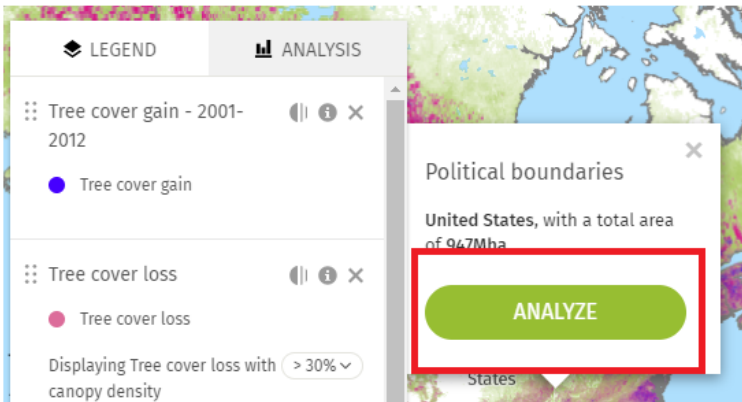 LEGEND
ANALYSIS
Tree cover gain - 2001-
2012
Tree cover gain
Tree cover loss
Tree cover loss
Displaying Tree cover loss with > 30%
canopy density
Political boundaries
United States, with a total area
of 947Mha
ANALYZE
States